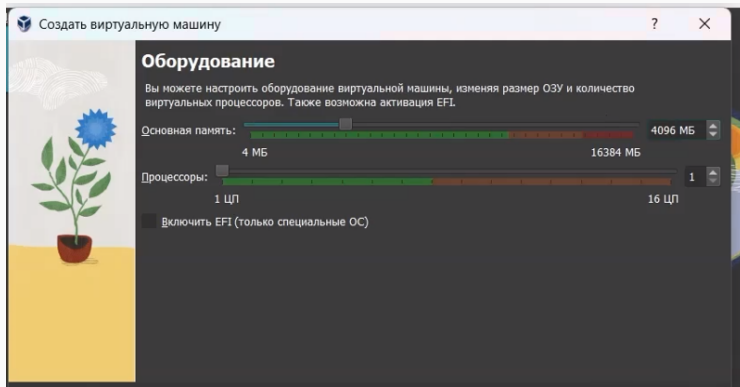 Создать виртуальную машину
Оборудование
Вы можете настроить оборудование виртуальной машины, изменяя размер ОЗУ и количество
виртуальных процессоров. Также возможна активация EFI.
Основная память: 4096 МБ
4 МБ 16384 МБ
Процессоры: 1
1 ЦП 16 ЦП
Включить EFI (только специальные ОС)